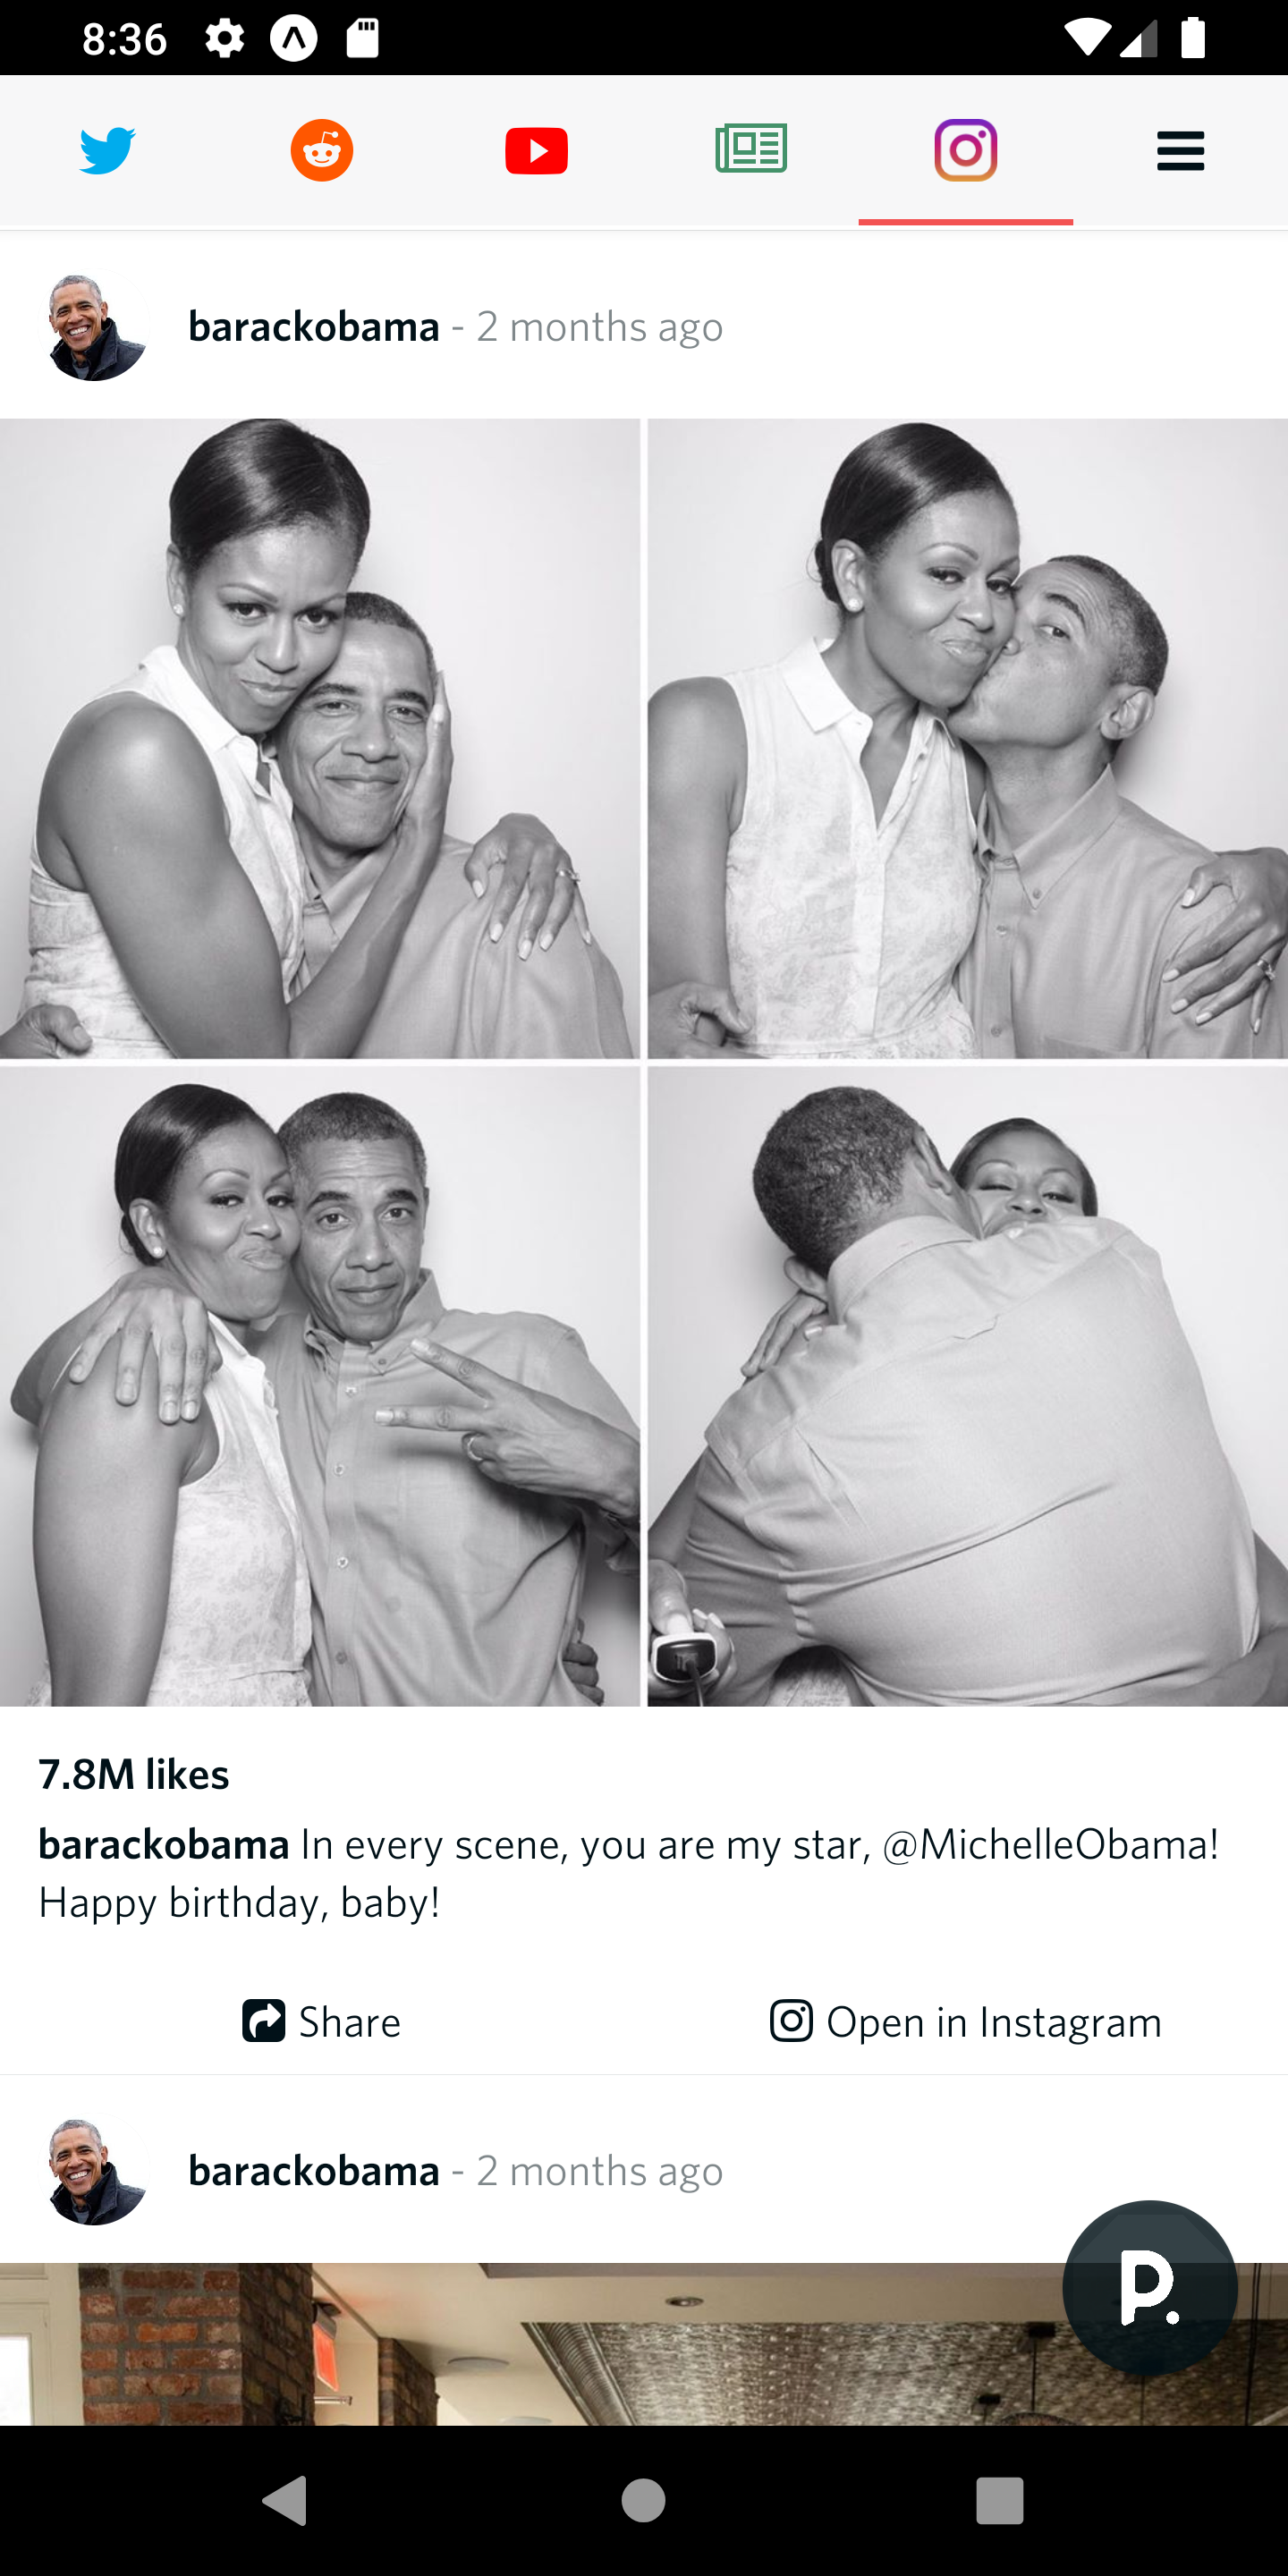 8:36
barackobama - 2 months ago
7.8M likes
barackobama In every scene, you are my star, @MichelleObama!
Happy birthday, baby!
Share
Open in Instagram
barackobama - 2 months ago
P.